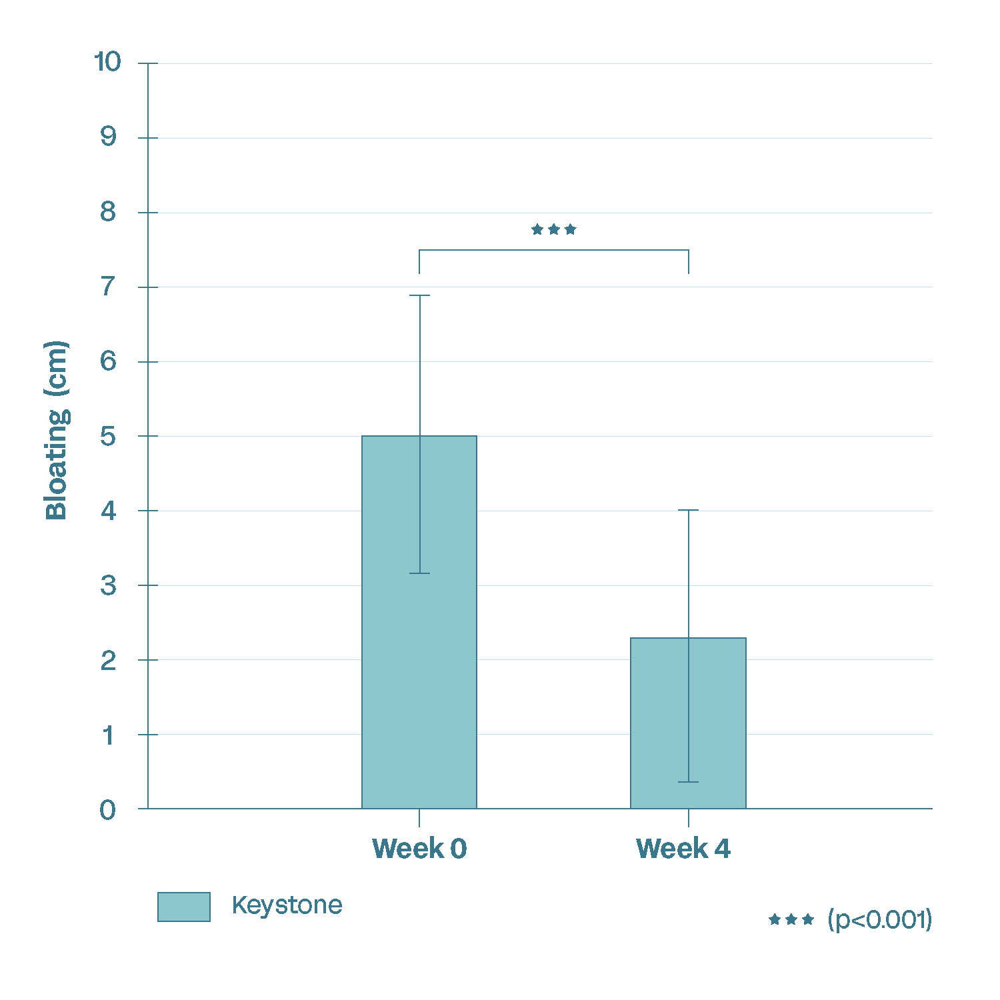 10
9
8
★★★
7
6
5
4
3
2
1
0
Bloating (cm)
Week 0
Week 4
Keystone
★★★ (p<0.001)